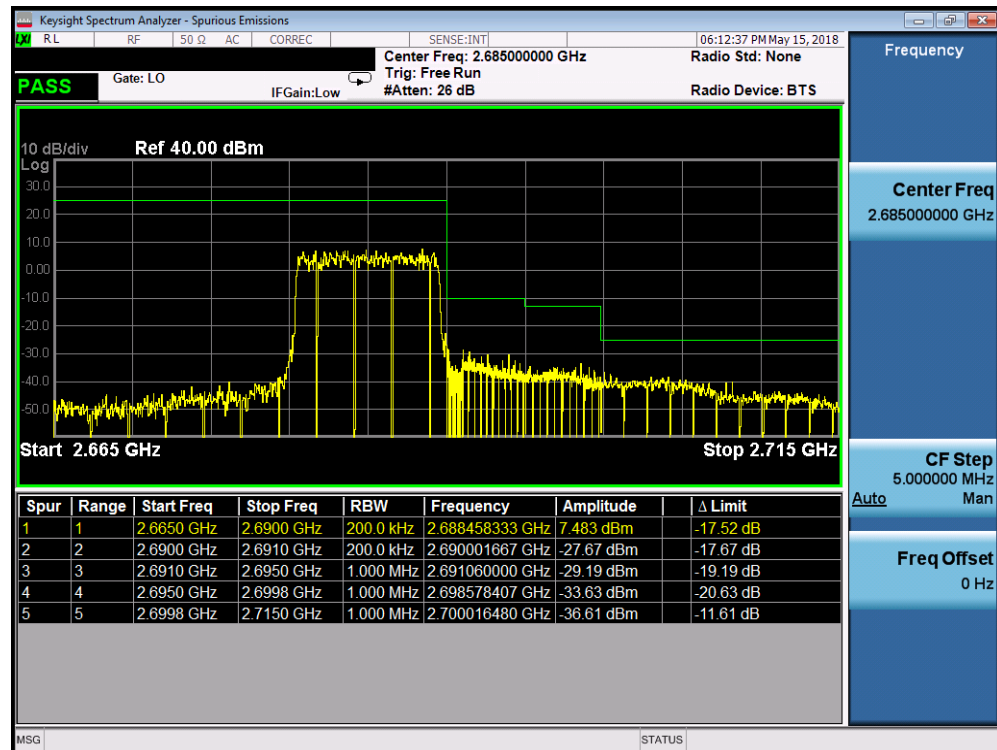 Keysight Spectrum Analyzer - Spurious Emissions
LXI RL RF 50 Ω AC CORREC SENSE:INT 06:12:37 PM May 15, 2018
Center Freq: 2.685000000 GHz Radio Std: None
PASS Gate: LO Trig: Free Run
IFGain:Low #Atten: 26 dB Radio Device: BTS
10 dB/div Ref 40.00 dBm
Log
30.0
20.0
10.0
0.00
-10.0
-20.0
-30.0
-40.0
-50.0
Start 2.665 GHz Stop 2.715 GHz
Spur Range Start Freq Stop Freq RBW Frequency Amplitude Δ Limit
1 1 2.6650 GHz 2.6900 GHz 200.0 kHz 2.688458333 GHz 7.483 dBm -17.52 dB
2 2 2.6900 GHz 2.6910 GHz 200.0 kHz 2.690001667 GHz -27.67 dBm -17.67 dB
3 3 2.6910 GHz 2.6950 GHz 1.000 MHz 2.691060000 GHz -29.19 dBm -19.19 dB
4 4 2.6950 GHz 2.6998 GHz 1.000 MHz 2.698578407 GHz -33.63 dBm -20.63 dB
5 5 2.6998 GHz 2.7150 GHz 1.000 MHz 2.700016480 GHz -36.61 dBm -11.61 dB
MSG STATUS
Frequency
Center Freq
2.685000000 GHz
CF Step
5.000000 MHz
Auto Man
Freq Offset
0 Hz